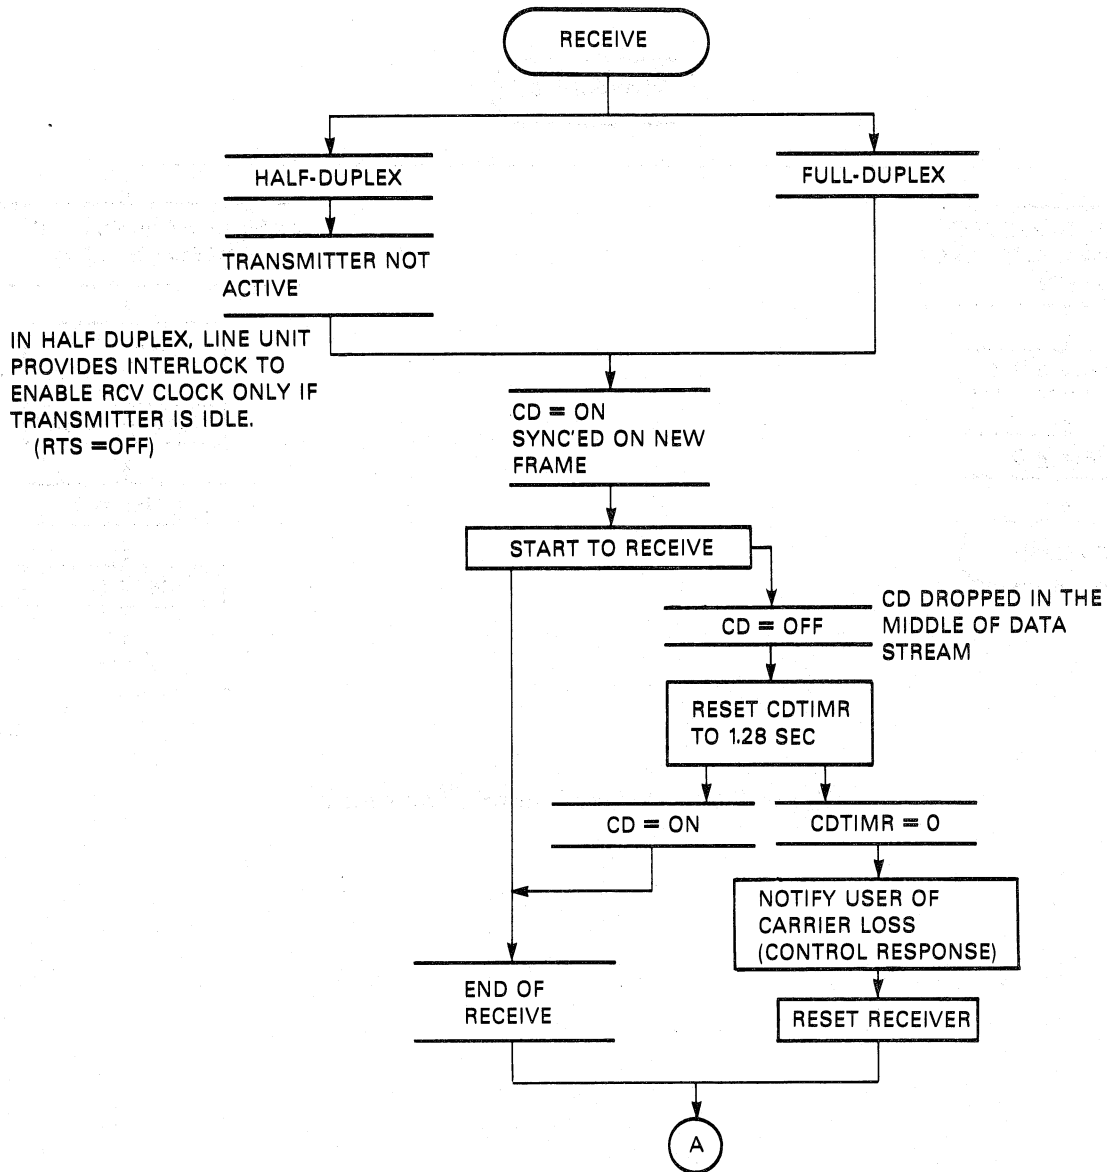 RECEIVE
HALF-DUPLEX
FULL-DUPLEX
TRANSMITTER NOT
ACTIVE
IN HALF DUPLEX, LINE UNIT
PROVIDES INTERLOCK TO
ENABLE RCV CLOCK ONLY IF
TRANSMITTER IS IDLE.
(RTS =OFF)
CD = ON
SYNC'ED ON NEW
FRAME
START TO RECEIVE
CD = OFF
CD DROPPED IN THE
MIDDLE OF DATA
STREAM
RESET CDTIMR
TO 1.28 SEC
CD = ON
CDTIMR = 0
NOTIFY USER OF
CARRIER LOSS
(CONTROL RESPONSE)
END OF
RECEIVE
RESET RECEIVER
A